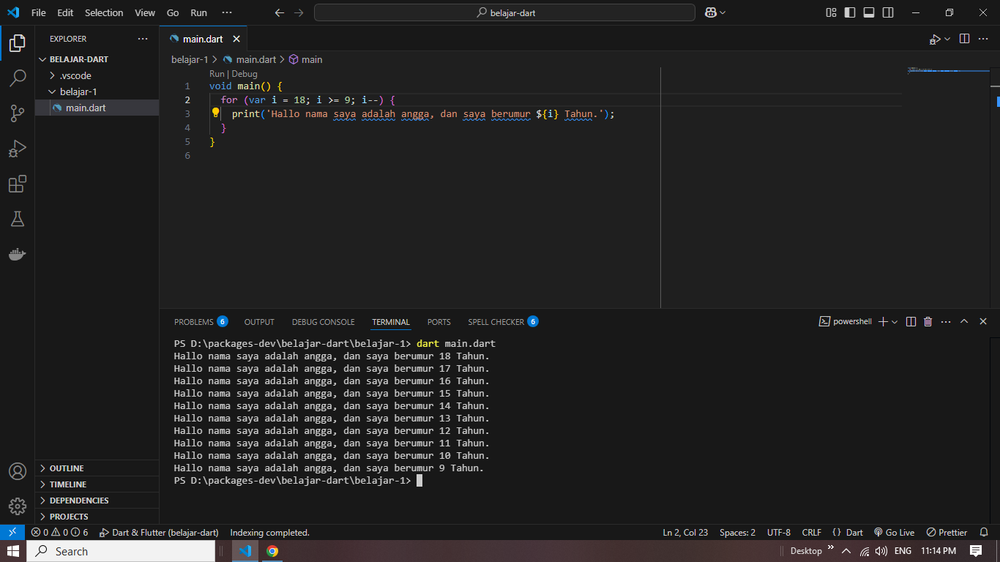 File Edit Selection View Go Run ···
belajar-dart
EXPLORER ···
BELAJAR-DART
.vscode
belajar-1
main.dart
OUTLINE
TIMELINE
DEPENDENCIES
PROJECTS
main.dart
belajar-1 > main.dart > main
Run | Debug
1 void main() {
2 for (var i = 18; i >= 9; i--) {
3 print('Hallo nama saya adalah angga, dan saya berumur ${i} Tahun.');
4 }
5 }
6
PROBLEMS 6 OUTPUT DEBUG CONSOLE TERMINAL PORTS SPELL CHECKER 6 powershell
PS D:\packages-dev\belajar-dart\belajar-1> dart main.dart
Hallo nama saya adalah angga, dan saya berumur 18 Tahun.
Hallo nama saya adalah angga, dan saya berumur 17 Tahun.
Hallo nama saya adalah angga, dan saya berumur 16 Tahun.
Hallo nama saya adalah angga, dan saya berumur 15 Tahun.
Hallo nama saya adalah angga, dan saya berumur 14 Tahun.
Hallo nama saya adalah angga, dan saya berumur 13 Tahun.
Hallo nama saya adalah angga, dan saya berumur 12 Tahun.
Hallo nama saya adalah angga, dan saya berumur 11 Tahun.
Hallo nama saya adalah angga, dan saya berumur 10 Tahun.
Hallo nama saya adalah angga, dan saya berumur 9 Tahun.
PS D:\packages-dev\belajar-dart\belajar-1>
0 0 6 Dart & Flutter (belajar-dart) Indexing completed. Ln 2, Col 23 Spaces: 2 UTF-8 CRLF {} Dart Go Live Prettier
Search Desktop ENG 11:14 PM